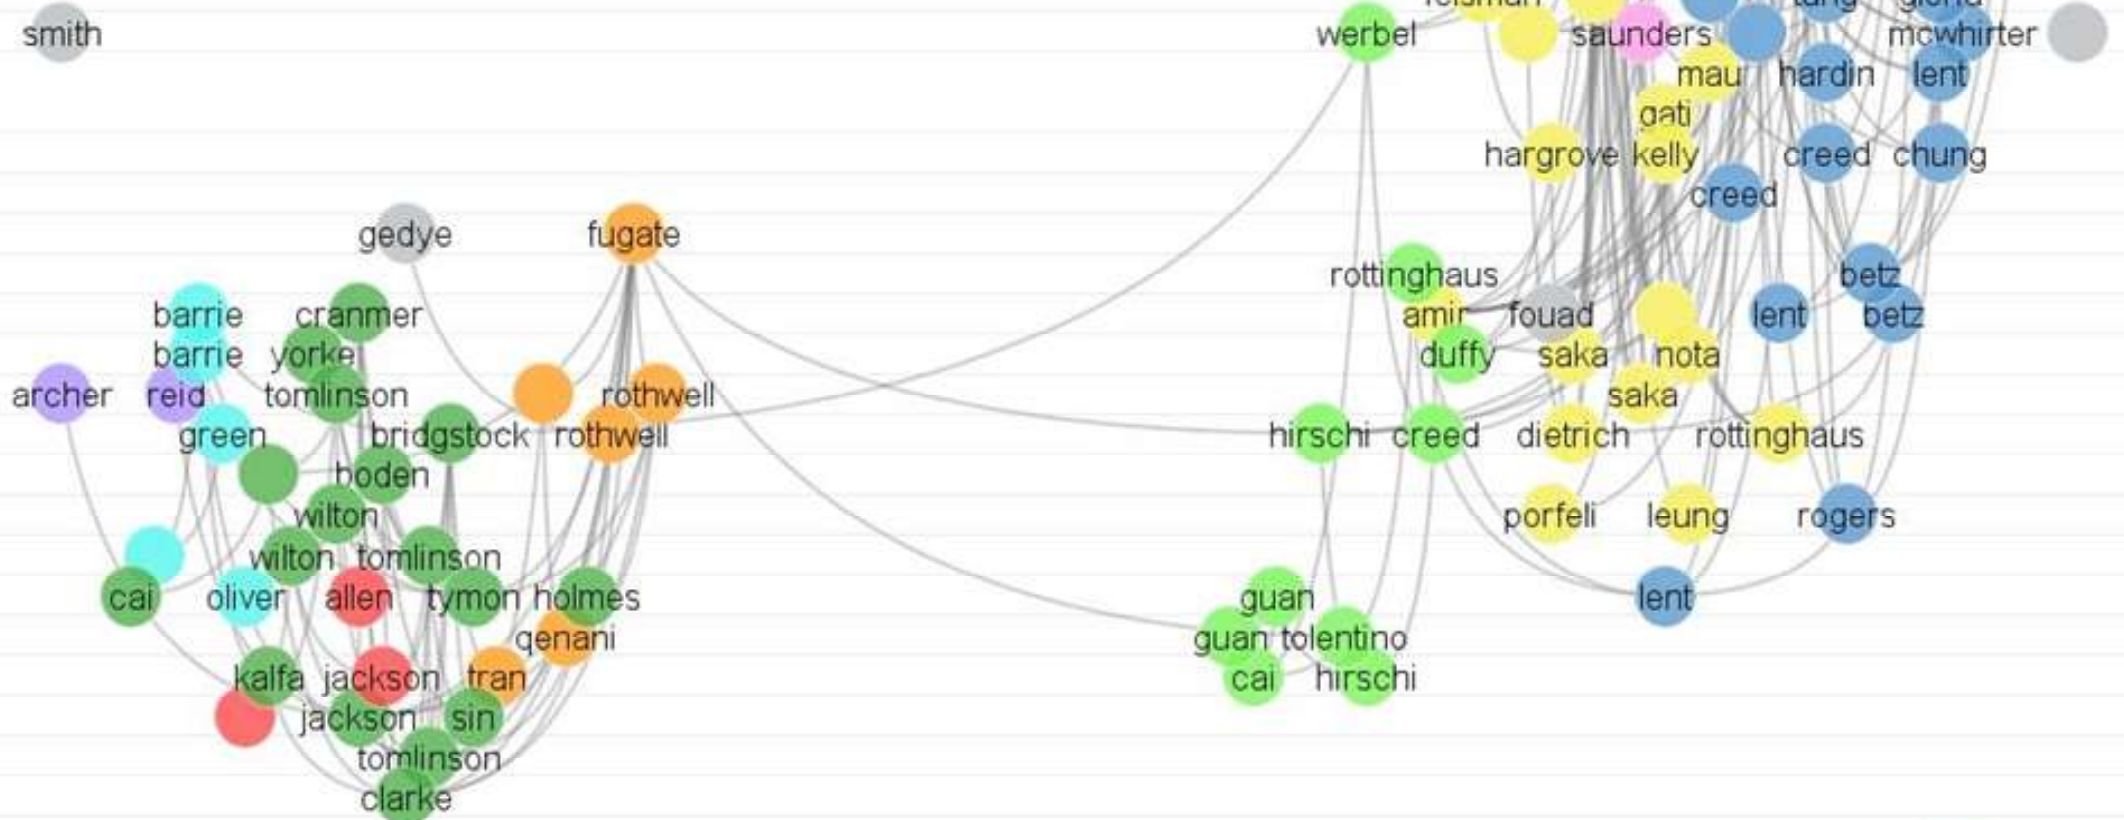 reisman tang gloria
smith werbel saunders mcwhirter
mau hardin lent
gati
hargrove kelly creed chung
creed
gedye fugate
rottinghaus betz
barrie cranmer amir fouad lent betz
barrie yorke duffy saka nota
archer reid tomlinson rothwell saka
green bridgstock rothwell hirschi creed dietrich rottinghaus
boden
wilton porfeli leung rogers
wilton tomlinson
cai oliver allen tymon holmes guan lent
qenani guan tolentino
kalfa jackson tran cai hirschi
jackson sin
tomlinson
clarke